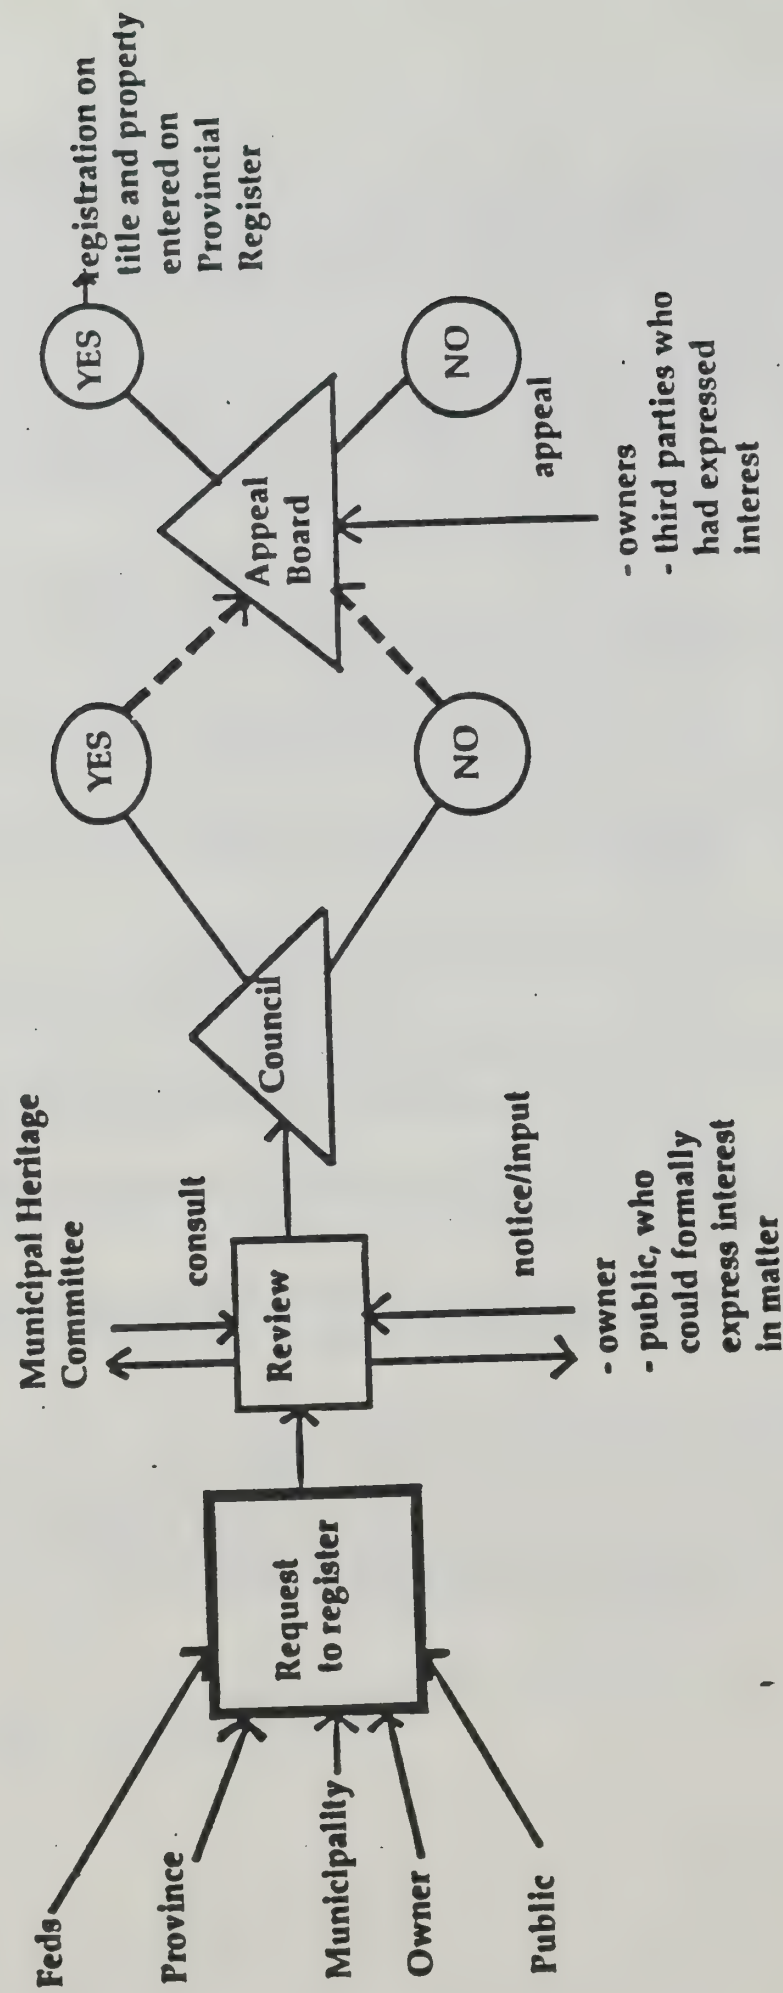 Feds
Province
Municipality
Owner
Public
Request
to register
Municipal Heritage
Committee
consult
Review
notice/input
- owner
- public, who
could formally
express interest
in matter
Council
YES
NO
Appeal
Board
appeal
- owners
- third parties who
had expressed
interest
YES
NO
registration on
title and property
entered on
Provincial
Register